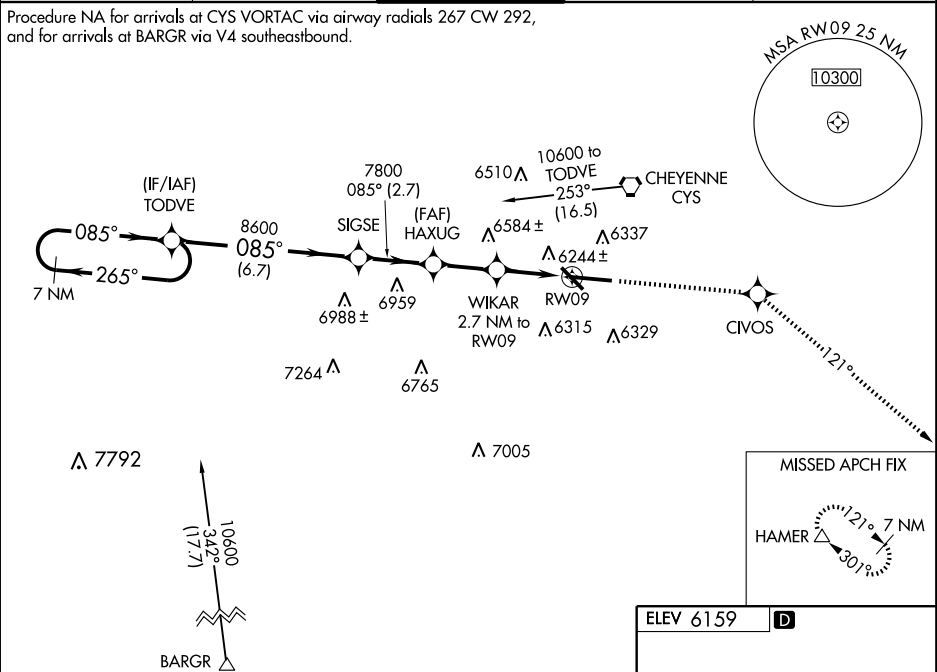 Procedure NA for arrivals at CYS VORTAC via airway radials 267 CW 292,
and for arrivals at BARGR via V4 southeastbound.
MSA RW09 25 NM
10300
(IF/IAF)
TODVE
085°
265°
7 NM
8600
085°
(6.7)
SIGSE
7800
085° (2.7)
(FAF)
HAXUG
6510
10600 to
TODVE
253°
(16.5)
CHEYENNE
CYS
6584 ±
6337
6244 ±
6988 ±
6959
WIKAR
2.7 NM to
RW09
RW09
6315
6329
CIVOS
121°
7264
6765
7792
7005
10600
342°
(17.7)
BARGR
MISSED APCH FIX
HAMER
121°
7 NM
301°
ELEV 6159
D